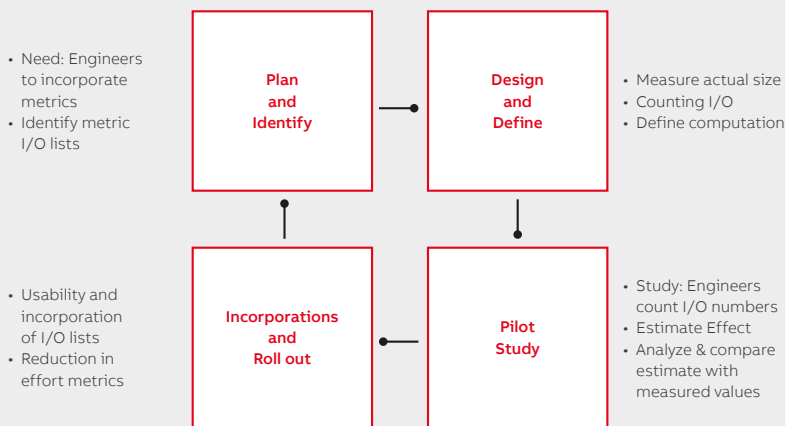 • Need: Engineers
to incorporate
metrics
• Identify metric
I/O lists
Plan
and
Identify
Design
and
Define
• Measure actual size
• Counting I/O
• Define computation
• Usability and
incorporation
of I/O lists
• Reduction in
effort metrics
Incorporations
and
Roll out
Pilot
Study
• Study: Engineers
count I/O numbers
• Estimate Effect
• Analyze & compare
estimate with
measured values